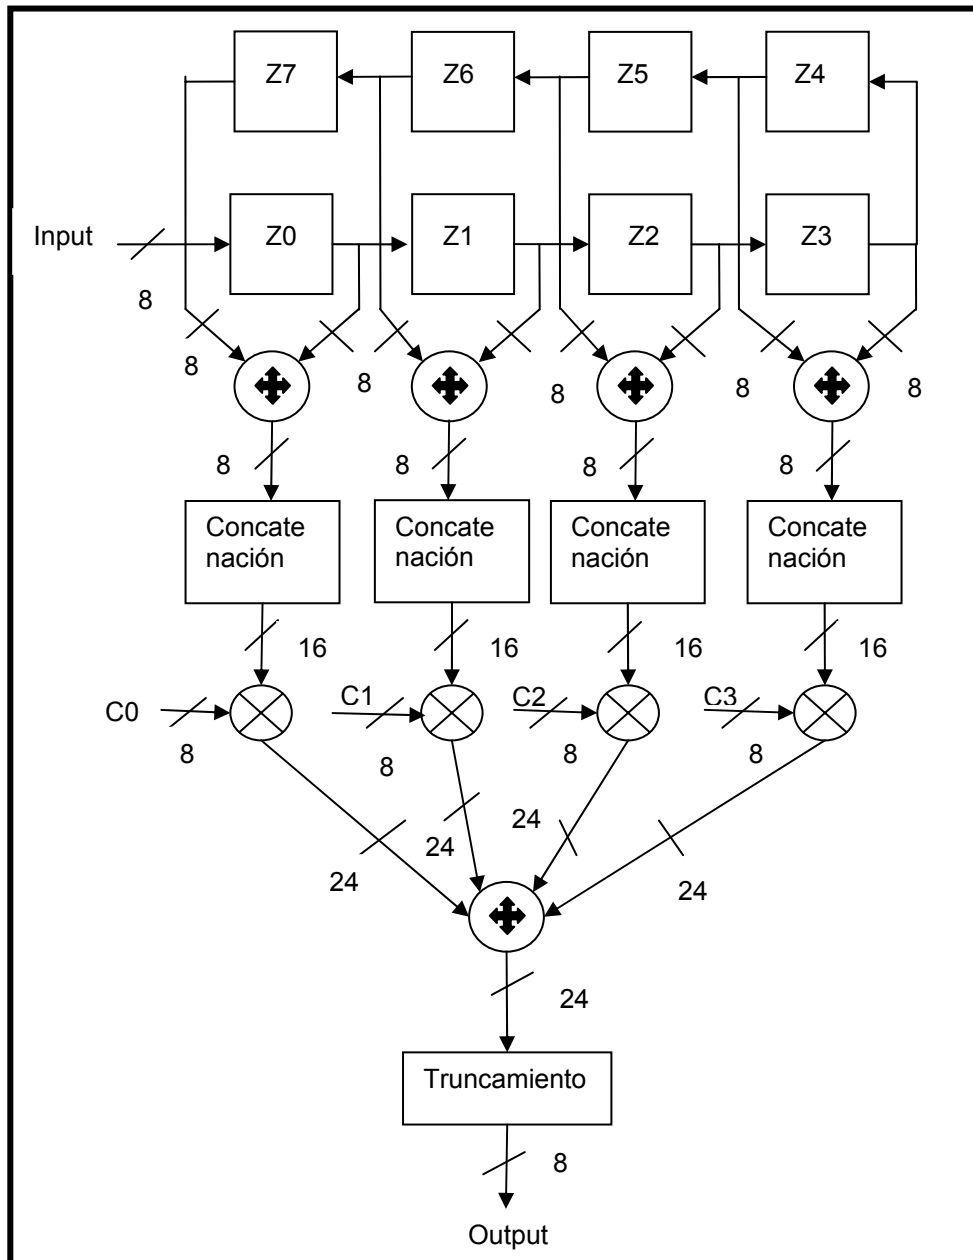 Z7 Z6 Z5 Z4
Input Z0 Z1 Z2 Z3
8
8 8 8 8 8
8 8 8 8
Concate Concate Concate Concate
nación nación nación nación
16 16 16 16
C0 C1 C2 C3
8 8 8 8
24 24 24 24
24
Truncamiento
8
Output